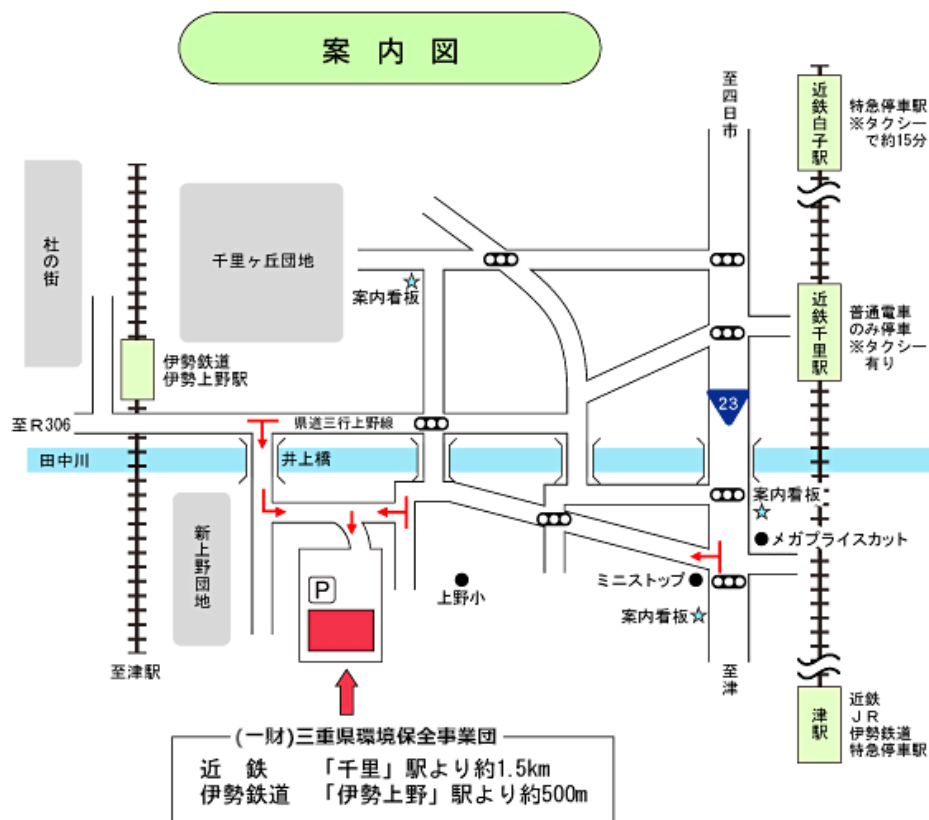 案内図
至四日市
近鉄白子駅
特急停車駅
※タクシー
で約15分
杜の街
千里ヶ丘団地
案内看板
近鉄千里駅
普通電車
のみ停車
※タクシー
有り
伊勢鉄道
伊勢上野駅
23
至R306
県道三行上野線
田中川
井上橋
案内看板
新上野団地
メガプライスカット
P
上野小
ミニストップ
案内看板
至津駅
至津
津駅
近鉄
JR
伊勢鉄道
特急停車駅
(一財)三重県環境保全事業団
近 鉄 「千里」駅より約1.5km
伊勢鉄道 「伊勢上野」駅より約500m